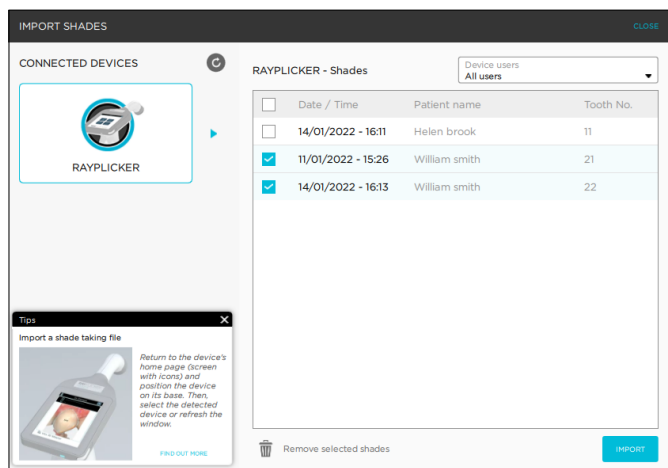 IMPORT SHADES
CLOSE
CONNECTED DEVICES
RAYPLICKER
RAYPLICKER - Shades
Device users
All users
Date / Time Patient name Tooth No.
14/01/2022 - 16:11 Helen brook 11
11/01/2022 - 15:26 William smith 21
14/01/2022 - 16:13 William smith 22
Tips
Import a shade taking file
Return to the device's
home page (screen
with icons) and
position the device
on its base. Then,
select the detected
device or refresh the
window.
FIND OUT MORE
Remove selected shades
IMPORT